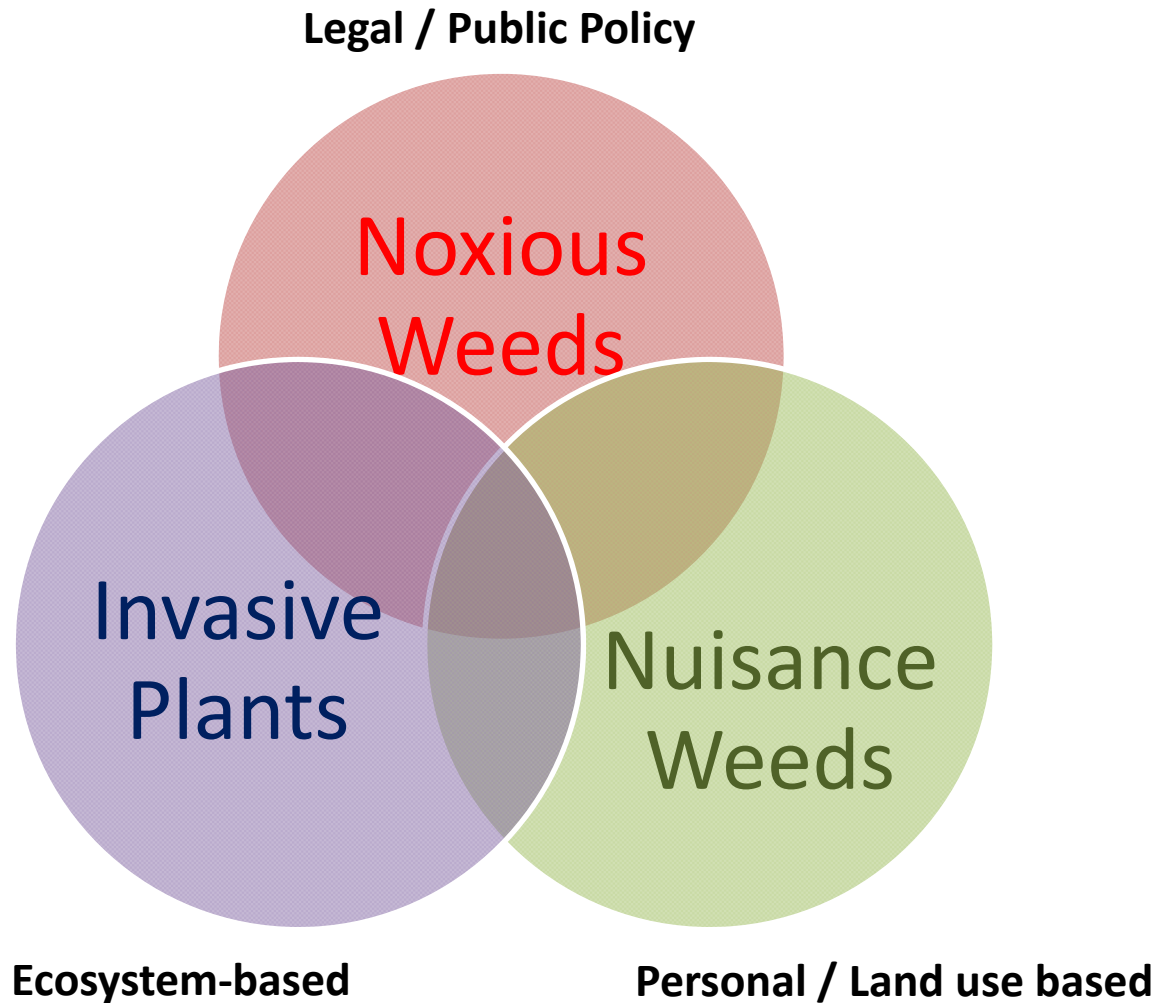 Legal / Public Policy
Noxious
Weeds
Invasive
Plants
Nuisance
Weeds
Ecosystem-based
Personal / Land use based